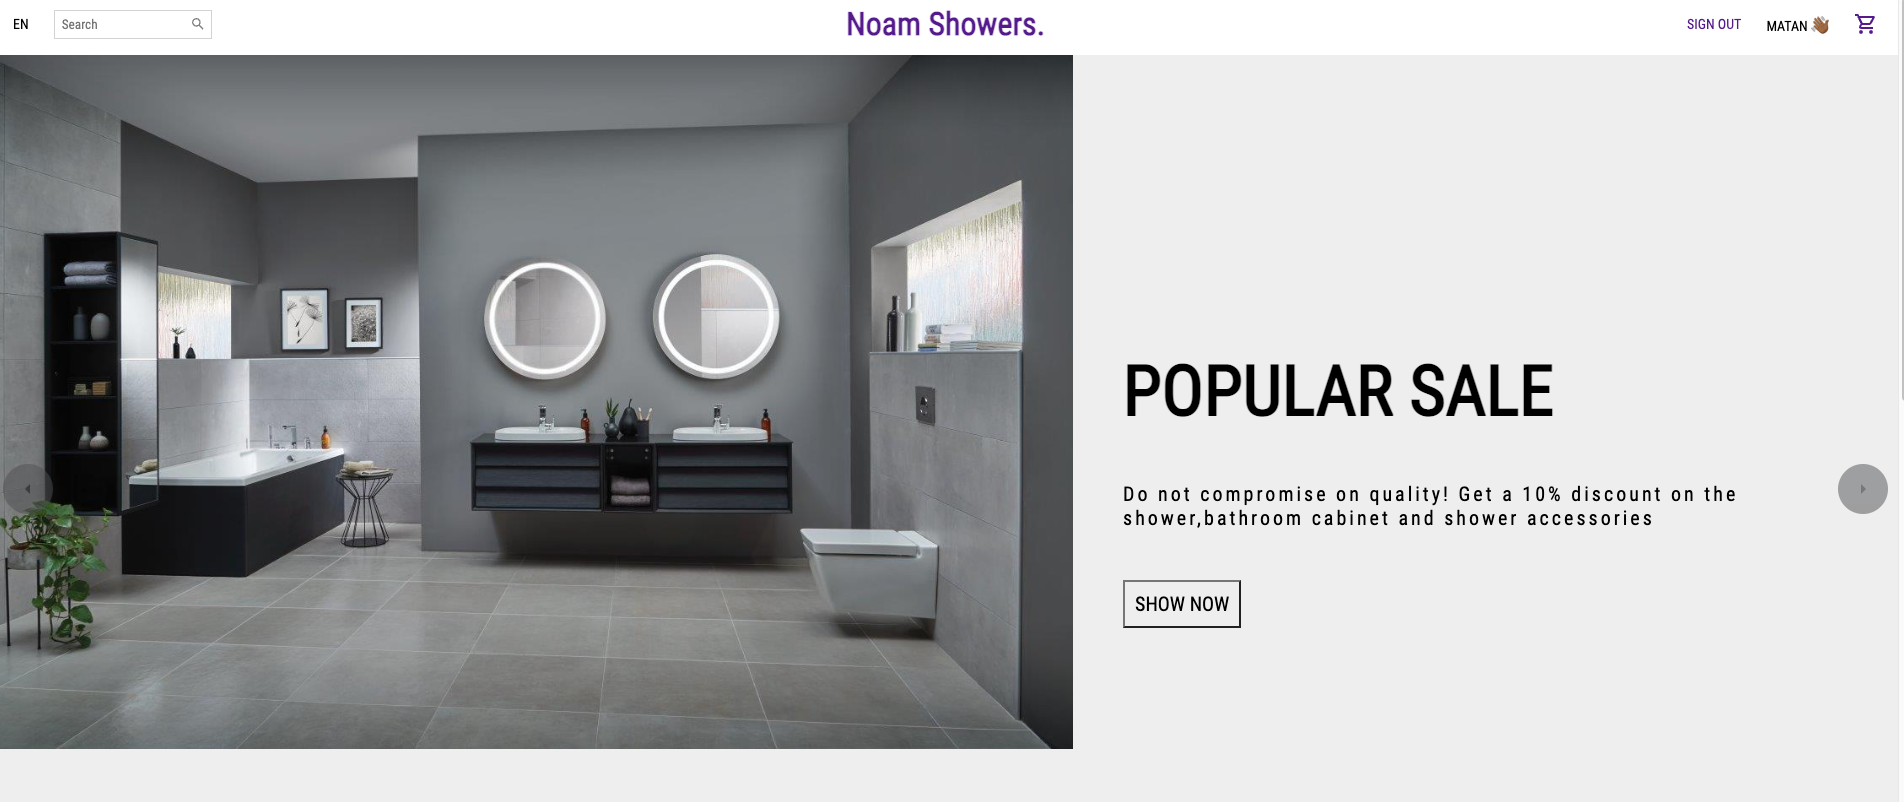 EN
Search
Noam Showers.
SIGN OUT
MATAN 👋🏾
POPULAR SALE
Do not compromise on quality! Get a 10% discount on the
shower,bathroom cabinet and shower accessories
SHOW NOW